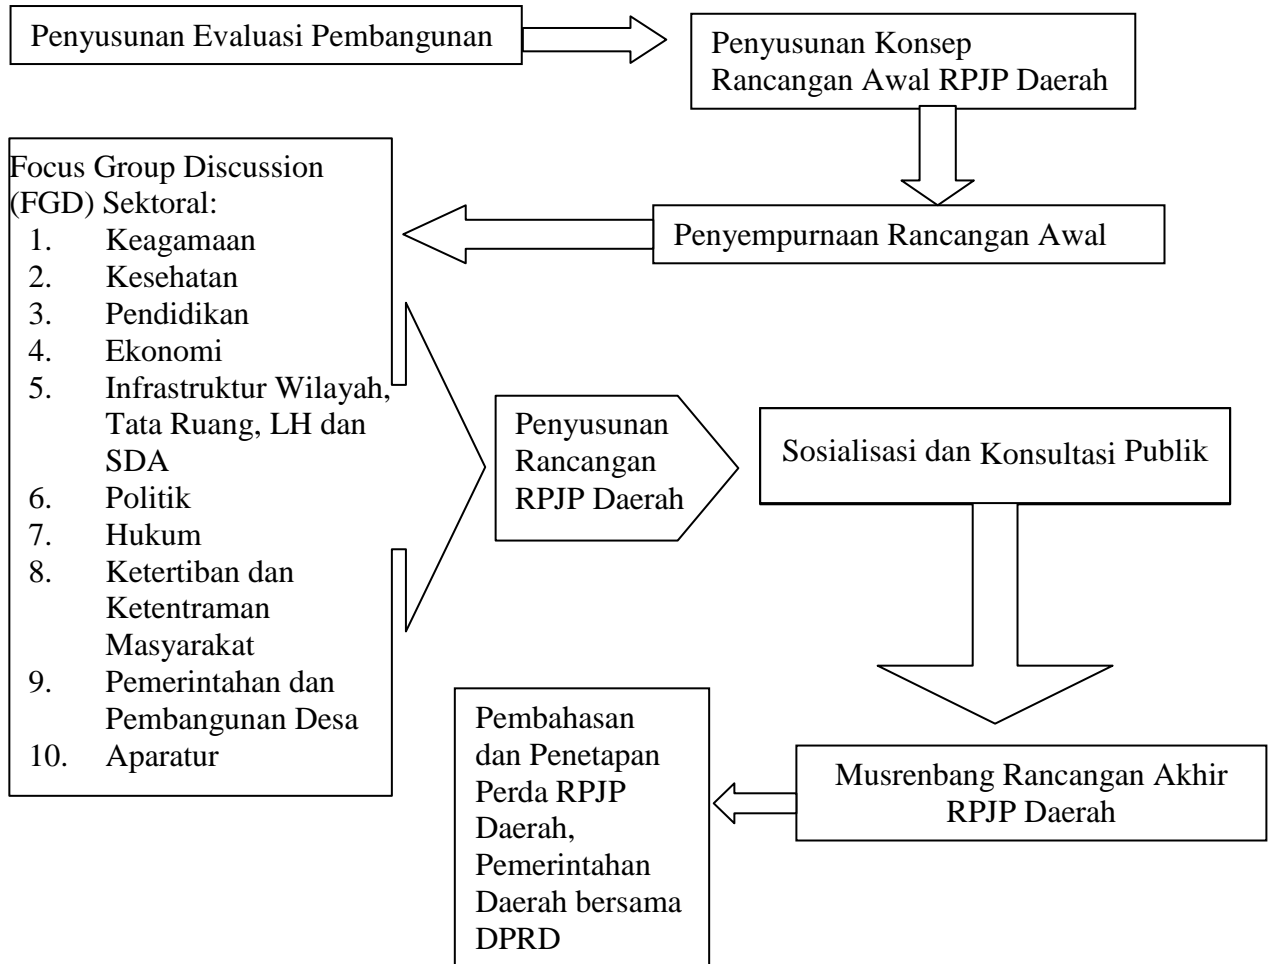 Penyusunan Evaluasi Pembangunan
Penyusunan Konsep
Rancangan Awal RPJP Daerah
Penyempurnaan Rancangan Awal
Focus Group Discussion
(FGD) Sektoral:
1. Keagamaan
2. Kesehatan
3. Pendidikan
4. Ekonomi
5. Infrastruktur Wilayah,
Tata Ruang, LH dan
SDA
6. Politik
7. Hukum
8. Ketertiban dan
Ketentraman
Masyarakat
9. Pemerintahan dan
Pembangunan Desa
10. Aparatur
Penyusunan
Rancangan
RPJP Daerah
Sosialisasi dan Konsultasi Publik
Musrenbang Rancangan Akhir
RPJP Daerah
Pembahasan
dan Penetapan
Perda RPJP
Daerah,
Pemerintahan
Daerah bersama
DPRD